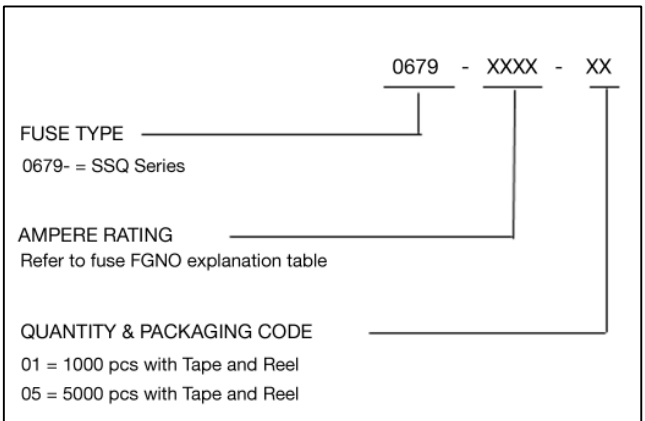 0679 - XXXX - XX
FUSE TYPE
0679- = SSQ Series
AMPERE RATING
Refer to fuse FGNO explanation table
QUANTITY & PACKAGING CODE
01 = 1000 pcs with Tape and Reel
05 = 5000 pcs with Tape and Reel